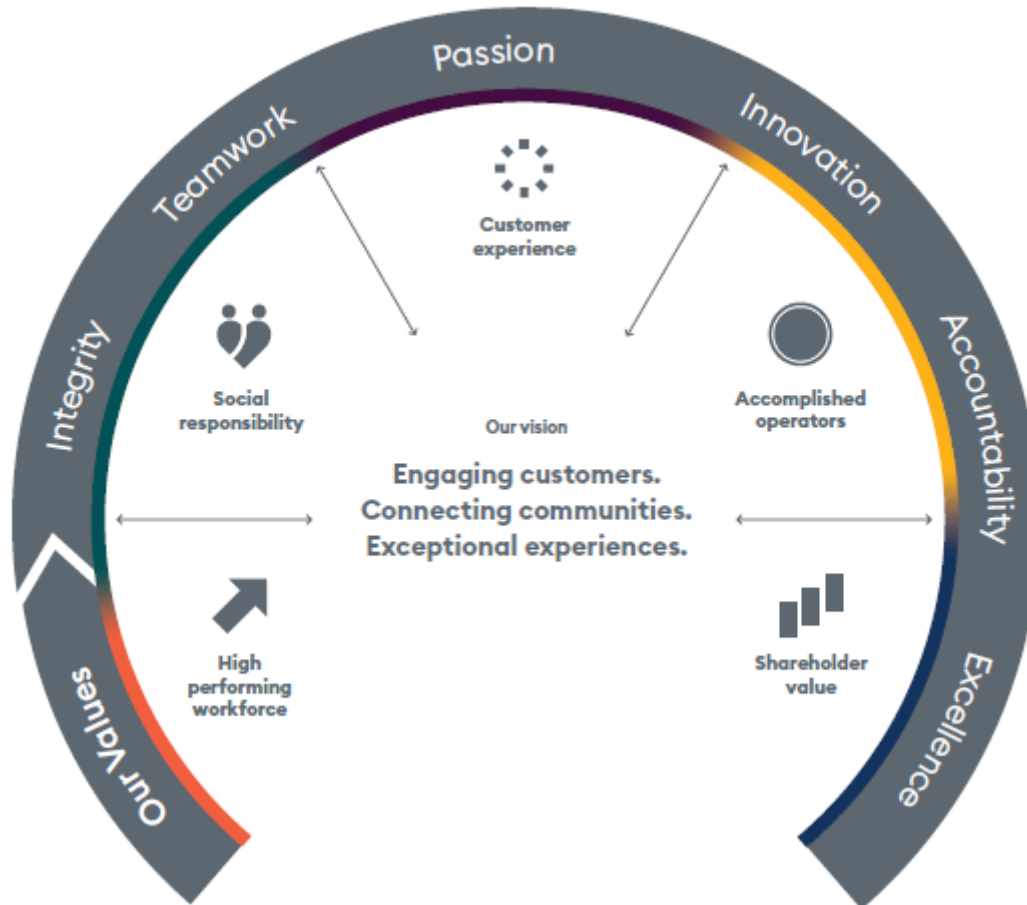 Our Values
Integrity
Teamwork
Passion
Innovation
Accountability
Excellence
Customer
experience
Social
responsibility
Accomplished
operators
Our vision
Engaging customers.
Connecting communities.
Exceptional experiences.
High
performing
workforce
Shareholder
value